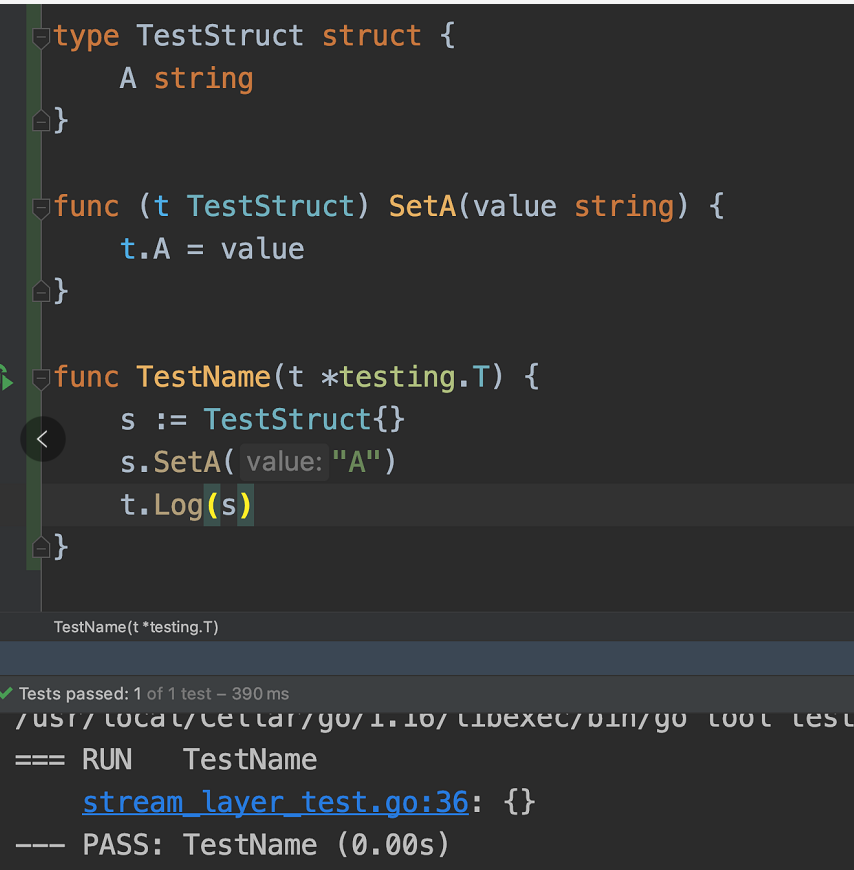 type TestStruct struct {
    A string
}
func (t TestStruct) SetA(value string) {
    t.A = value
}
func TestName(t *testing.T) {
    s := TestStruct{}
    s.SetA( value: "A")
    t.Log(s)
}
TestName(t *testing.T)
Tests passed: 1 of 1 test – 390 ms
/usr/local/Cellar/go/1.16/libexec/bin/go tool test
=== RUN   TestName
    stream_layer_test.go:36: {}
--- PASS: TestName (0.00s)